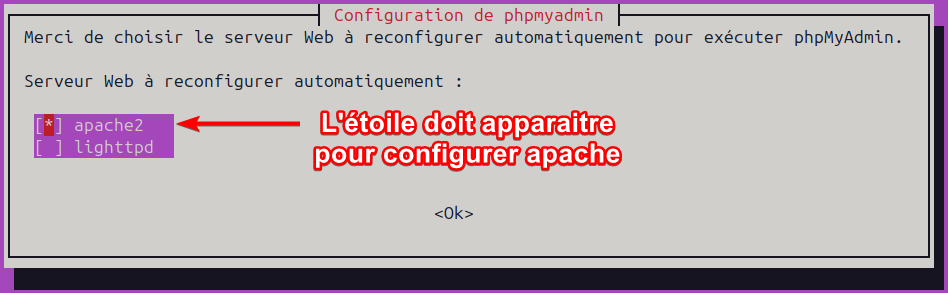 Configuration de phpmyadmin
Merci de choisir le serveur Web à reconfigurer automatiquement pour exécuter phpMyAdmin.
Serveur Web à reconfigurer automatiquement :
[*] apache2
[ ] lighttpd
L'étoile doit apparaitre
pour configurer apache
<Ok>